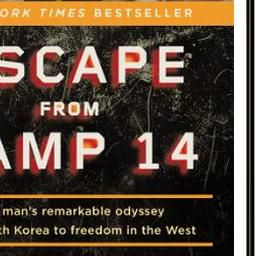 ORK TIMES BESTSELLER
SCAPE
FROM
AMP 14
man's remarkable odyssey
th Korea to freedom in the West